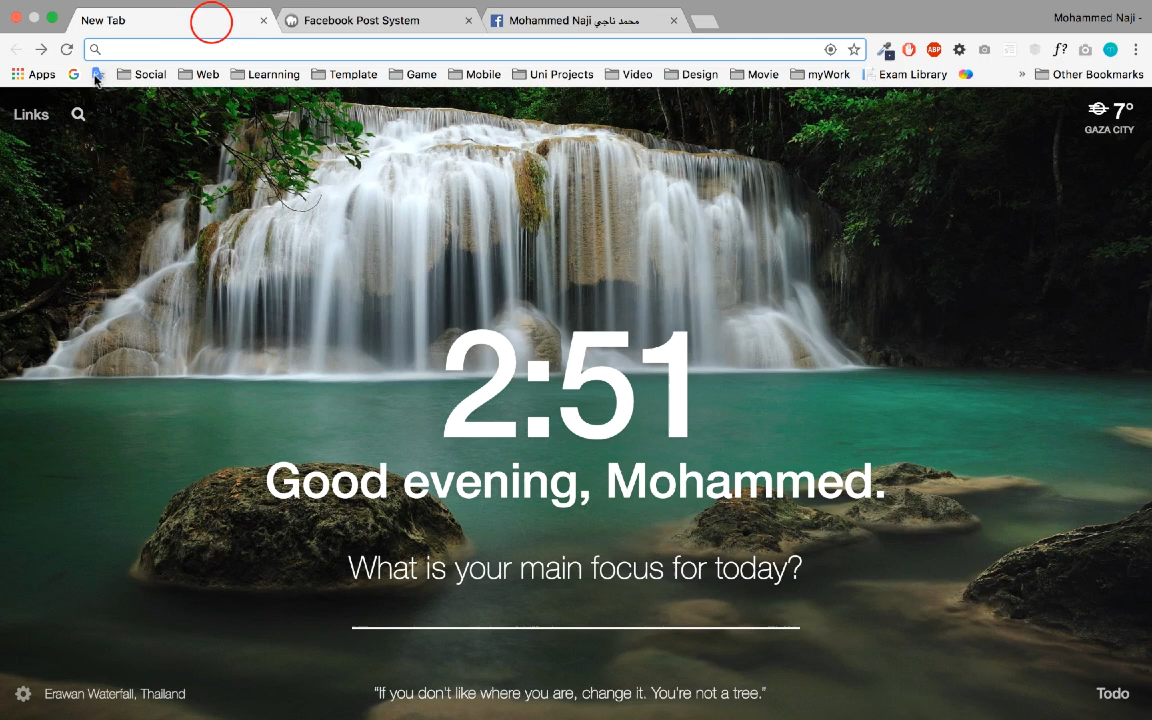 New Tab
Facebook Post System
Mohammed Naji محمد ناجي
Mohammed Naji -
Apps
Social
Web
Learnning
Template
Game
Mobile
Uni Projects
Video
Design
Movie
myWork
Exam Library
»
Other Bookmarks
Links
7°
GAZA CITY
2:51
Good evening, Mohammed.
What is your main focus for today?
Erawan Waterfall, Thailand
"If you don't like where you are, change it. You're not a tree."
Todo